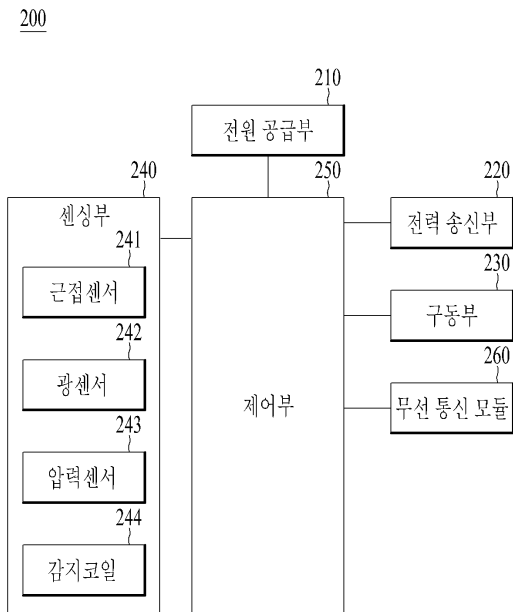 200
210
전원 공급부
240
센싱부
241
근접센서
242
광센서
243
압력센서
244
감지코일
250
제어부
220
전력 송신부
230
구동부
260
무선 통신 모듈